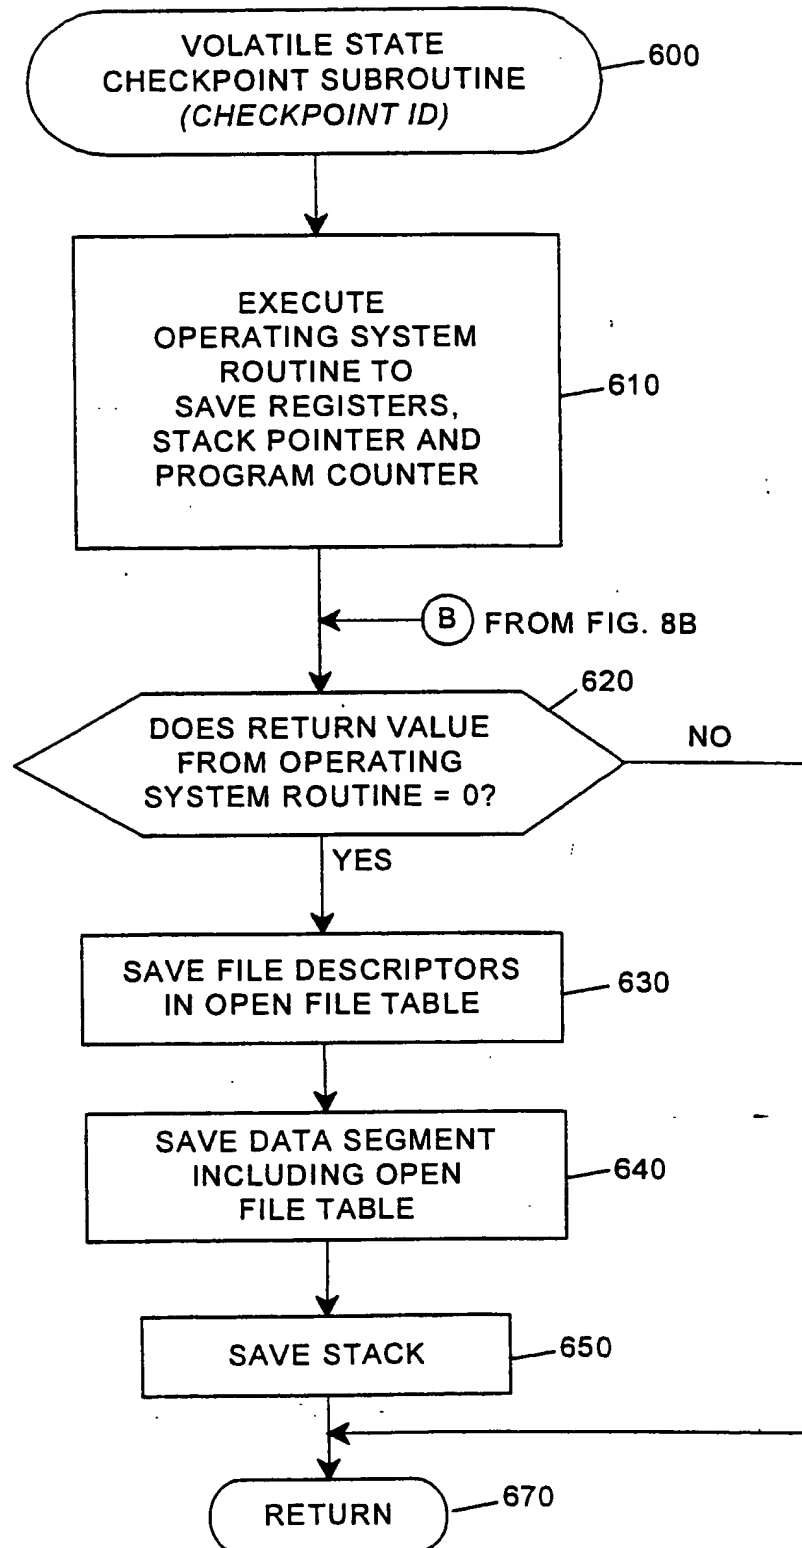 VOLATILE STATE
CHECKPOINT SUBROUTINE
(CHECKPOINT ID)
600
EXECUTE
OPERATING SYSTEM
ROUTINE TO
SAVE REGISTERS,
STACK POINTER AND
PROGRAM COUNTER
610
B FROM FIG. 8B
620
DOES RETURN VALUE
FROM OPERATING
SYSTEM ROUTINE = 0?
NO
YES
SAVE FILE DESCRIPTORS
IN OPEN FILE TABLE
630
SAVE DATA SEGMENT
INCLUDING OPEN
FILE TABLE
640
SAVE STACK
650
RETURN
670